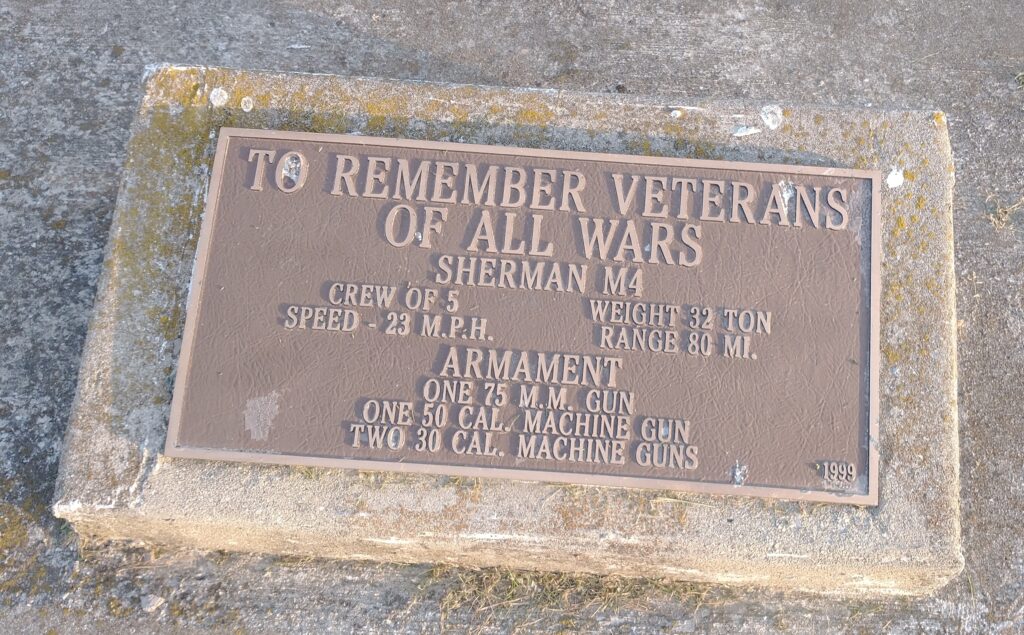 TO REMEMBER VETERANS
OF ALL WARS
SHERMAN M4
CREW OF 5 WEIGHT 32 TON
SPEED - 23 M.P.H. RANGE 80 MI.
ARMAMENT
ONE 75 M.M. GUN
ONE 50 CAL. MACHINE GUN
TWO 30 CAL. MACHINE GUNS
1999